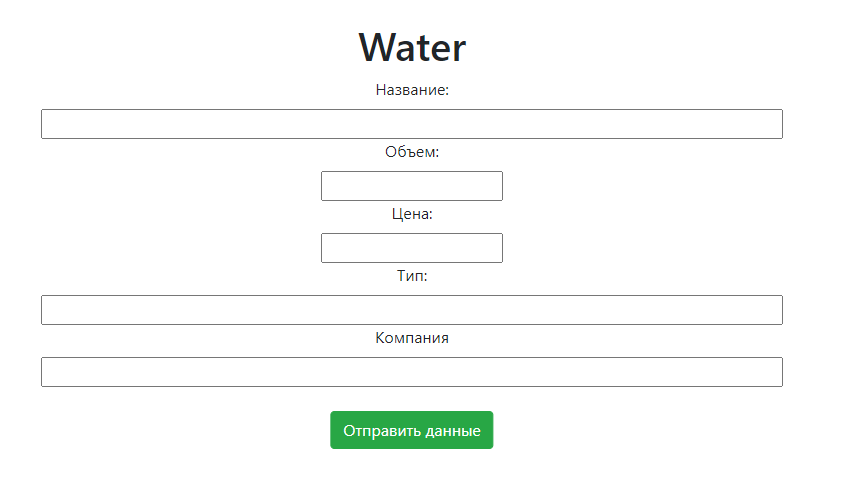 Water
Название:
Объем:
Цена:
Тип:
Компания
Отправить данные